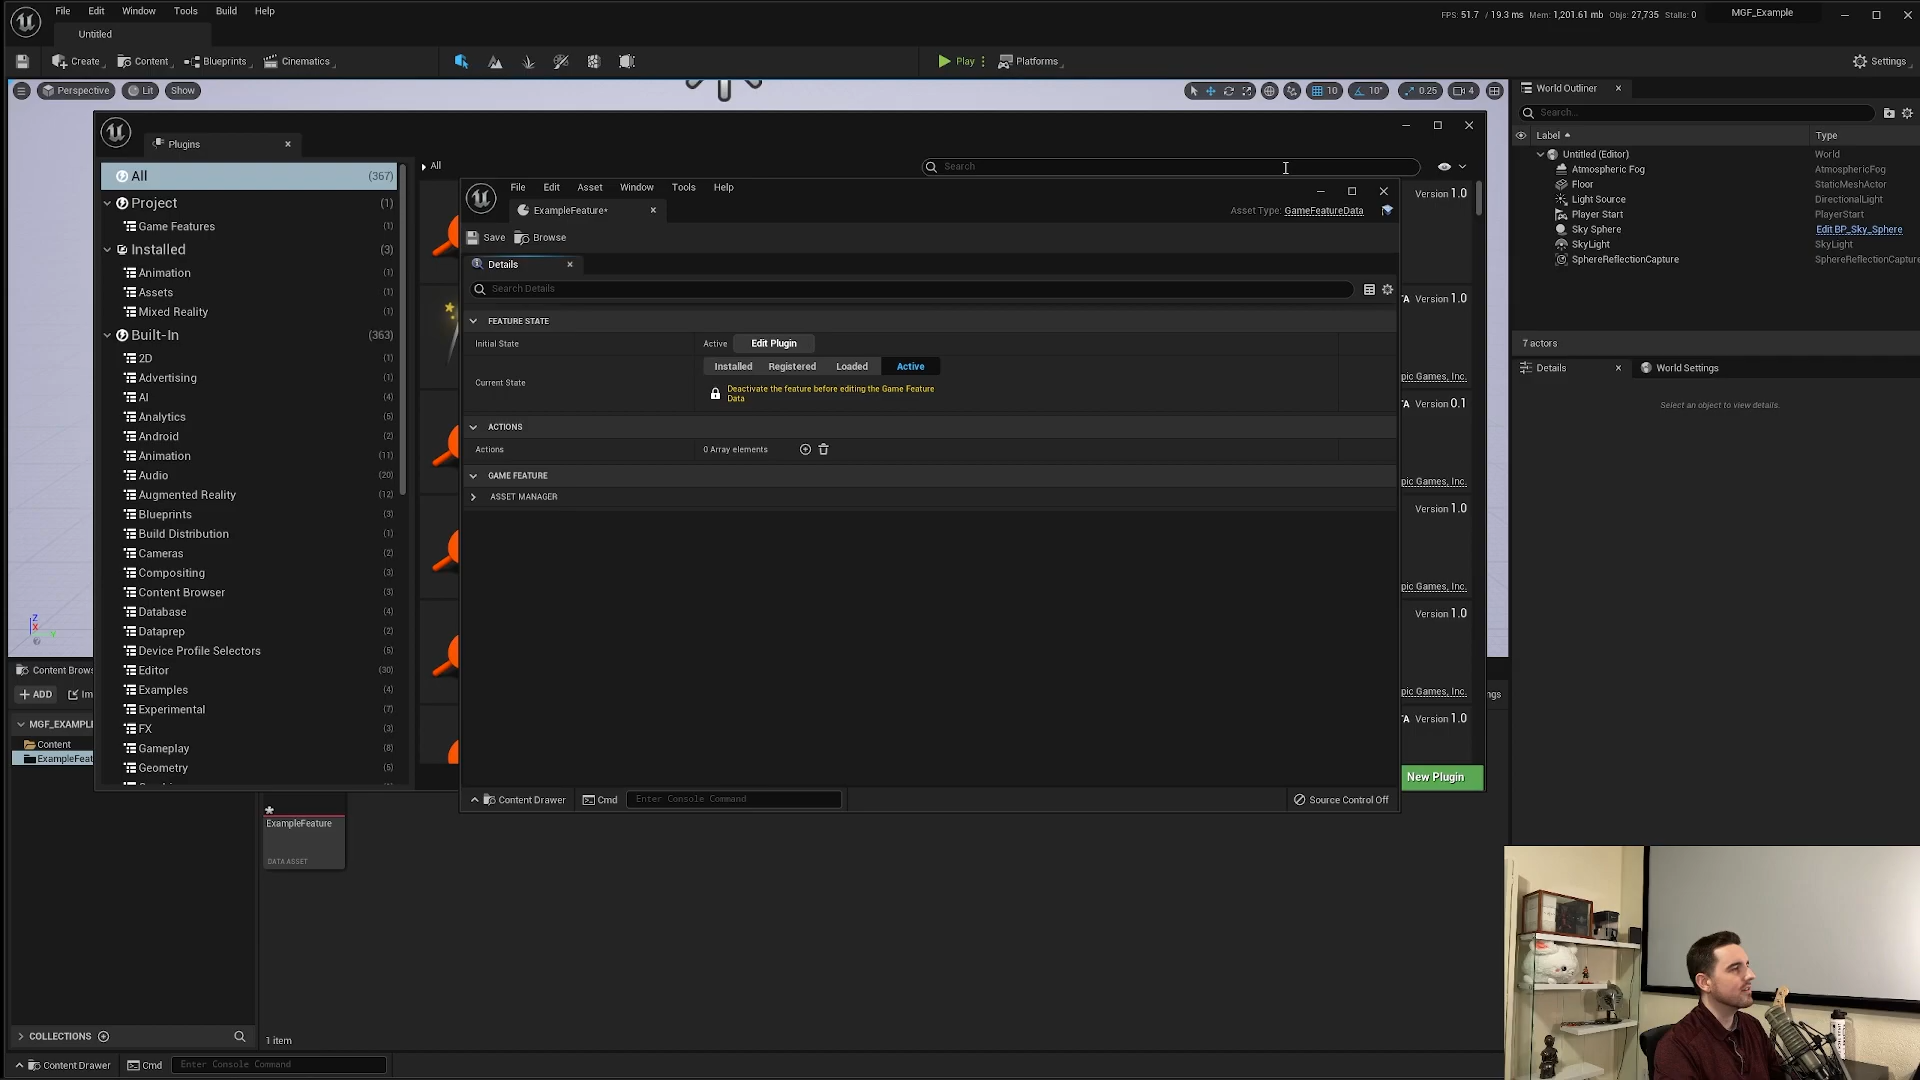 File Edit Window Tools Build Help
FPS: 51.7 / 19.3 ms Mem: 1,201.61 mb Objs: 27,735 Stalls: 0
MGF_Example
Untitled
Create
Content
Blueprints
Cinematics
Play
Platforms
Settings
Perspective
Lit
Show
10
10°
0.25
4
World Outliner
Search...
Label
Type
Untitled (Editor) World
Atmospheric Fog AtmosphericFog
Floor StaticMeshActor
Light Source DirectionalLight
Player Start PlayerStart
Sky Sphere Edit BP_Sky_Sphere
SkyLight SkyLight
SphereReflectionCapture SphereReflectionCapture
7 actors
Details
World Settings
Select an object to view details.
Plugins
All (367)
Project (1)
Game Features (1)
Installed (3)
Animation (1)
Assets (1)
Mixed Reality (1)
Built-In (363)
2D (1)
Advertising (1)
AI (4)
Analytics (5)
Android (2)
Animation (11)
Audio (20)
Augmented Reality (12)
Blueprints (3)
Build Distribution (1)
Cameras (2)
Compositing (3)
Content Browser (3)
Database (4)
Dataprep (2)
Device Profile Selectors (5)
Editor (30)
Examples (4)
Experimental (7)
FX (3)
Gameplay (8)
Geometry (5)
All
Search
Version 1.0
Version 1.0
pic Games, Inc.
Version 0.1
pic Games, Inc.
Version 1.0
pic Games, Inc.
Version 1.0
pic Games, Inc.
Version 1.0
New Plugin
File Edit Asset Window Tools Help
ExampleFeature*
Asset Type: GameFeatureData
Save
Browse
Details
Search Details
FEATURE STATE
Initial State Active Edit Plugin
Installed Registered Loaded Active
Current State
Deactivate the feature before editing the Game Feature
Data
ACTIONS
Actions 0 Array elements
GAME FEATURE
ASSET MANAGER
Content Drawer
Cmd
Enter Console Command
Source Control Off
Content Brows
ADD
Im
ngs
MGF_EXAMPL
Content
ExampleFeat
ExampleFeature
DATA ASSET
COLLECTIONS
1 item
Content Drawer
Cmd
Enter Console Command